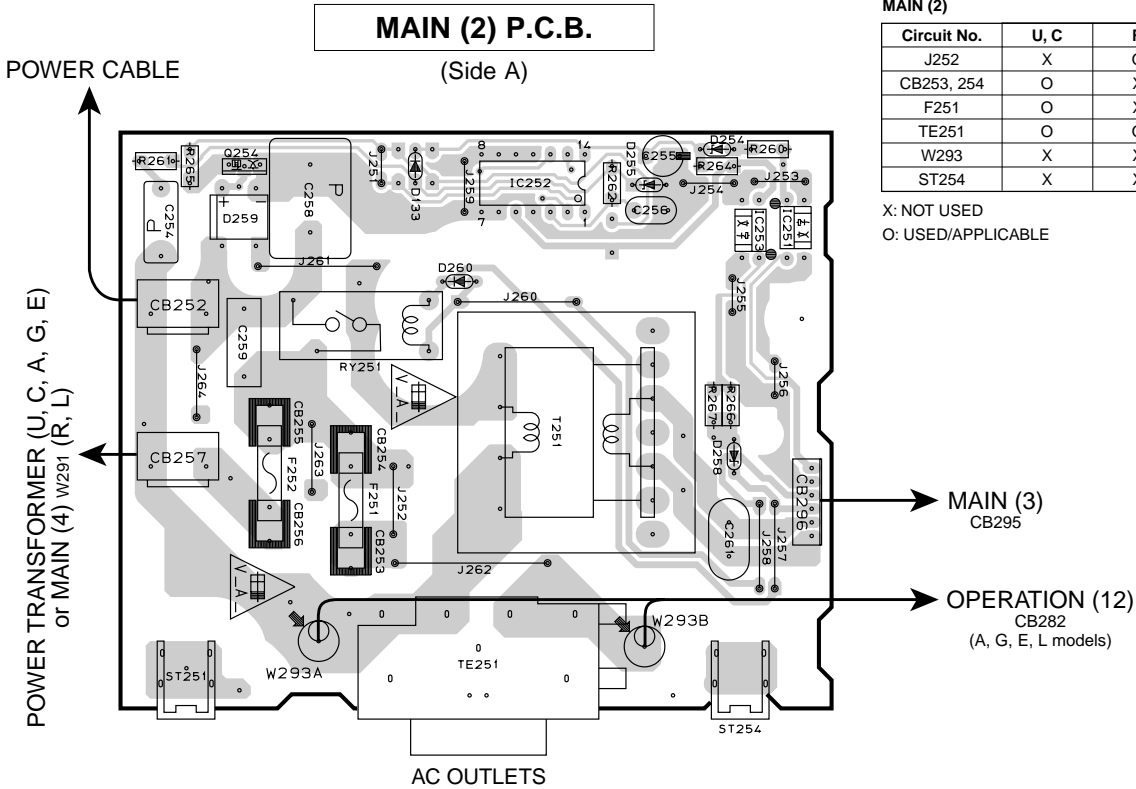 MAIN (2) P.C.B.
(Side A)
MAIN (2)
Circuit No. U, C
J252 X
CB253, 254 O
F251 O
TE251 O
W293 X X
ST254 X X
X: NOT USED
O: USED/APPLICABLE
POWER CABLE
POWER TRANSFORMER (U, C, A, G, E)
or MAIN (4) W291 (R, L)
R261
R265
Q254
C254
P
D259
+ −
C258
P
J251
D133
J259
8 14
IC252
7 1
R262
D255
C255
C256
D254
R264
R260
J254
J253
IC253
IC251
J261
D260
J260
J255
CB252
C259
RY251
J264
V_A
J256
CB257
CB255
F252
CB256
J263
CB254
F251
CB253
J252
T251
R267
R266
D258
CB296
C261
J258
J257
J262
V_A
MAIN (3)
CB295
OPERATION (12)
CB282
(A, G, E, L models)
W293A
W293B
ST251
TE251
ST254
AC OUTLETS